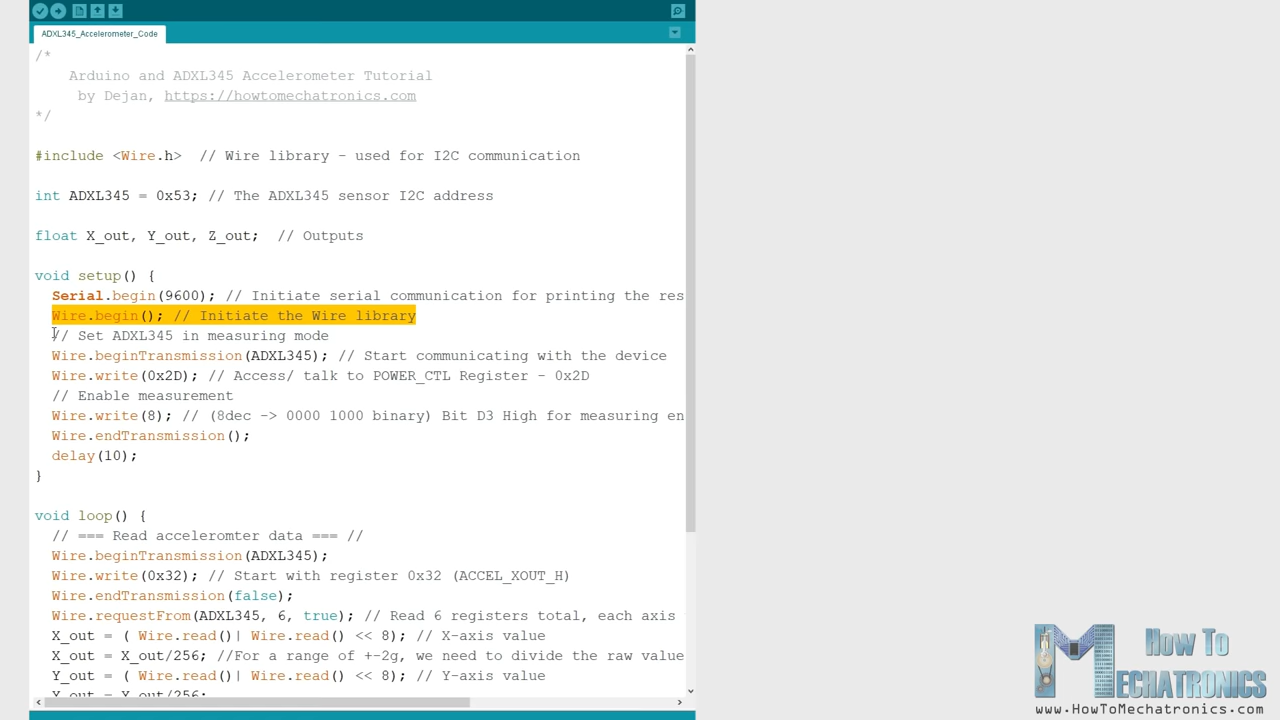 ADXL345_Accelerometer_Code
/*
Arduino and ADXL345 Accelerometer Tutorial
by Dejan, https://howtomechatronics.com
*/
#include <Wire.h>  // Wire library - used for I2C communication
int ADXL345 = 0x53; // The ADXL345 sensor I2C address
float X_out, Y_out, Z_out;  // Outputs
void setup() {
Serial.begin(9600); // Initiate serial communication for printing the res
Wire.begin(); // Initiate the Wire library
// Set ADXL345 in measuring mode
Wire.beginTransmission(ADXL345); // Start communicating with the device
Wire.write(0x2D); // Access/ talk to POWER_CTL Register - 0x2D
// Enable measurement
Wire.write(8); // (8dec -> 0000 1000 binary) Bit D3 High for measuring en
Wire.endTransmission();
delay(10);
}
void loop() {
// === Read acceleromter data === //
Wire.beginTransmission(ADXL345);
Wire.write(0x32); // Start with register 0x32 (ACCEL_XOUT_H)
Wire.endTransmission(false);
Wire.requestFrom(ADXL345, 6, true); // Read 6 registers total, each axis
X_out = ( Wire.read()| Wire.read() << 8); // X-axis value
X_out = X_out/256; //For a range of +-2g, we need to divide the raw value
Y_out = ( Wire.read()| Wire.read() << 8); // Y-axis value
Y_out = Y_out/256;
How To
MECHATRONICS
www.HowToMechatronics.com